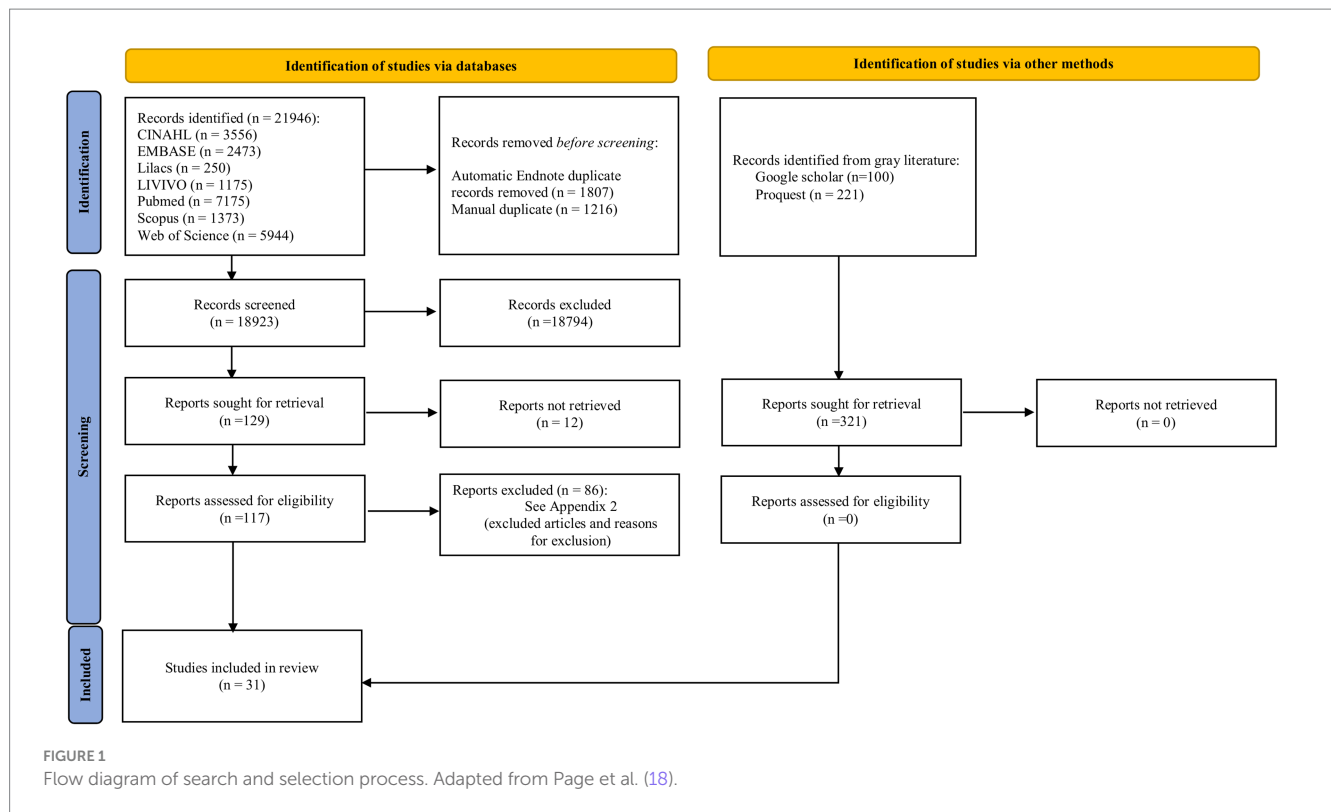 Identification of studies via databases
Identification of studies via other methods
Identification
Records identified (n = 21946):
CINAHL (n = 3556)
EMBASE (n = 2473)
Lilacs (n = 250)
LIVIVO (n = 1175)
Pubmed (n = 7175)
Scopus (n = 1373)
Web of Science (n = 5944)
Records removed before screening:
Automatic Endnote duplicate
records removed (n = 1807)
Manual duplicate (n = 1216)
Records identified from gray literature:
Google scholar (n=100)
Proquest (n = 221)
Screening
Records screened
(n = 18923)
Records excluded
(n =18794)
Reports sought for retrieval
(n =129)
Reports not retrieved
(n = 12)
Reports sought for retrieval
(n =321)
Reports not retrieved
(n = 0)
Reports assessed for eligibility
(n =117)
Reports excluded (n = 86):
See Appendix 2
(excluded articles and reasons
for exclusion)
Reports assessed for eligibility
(n =0)
Included
Studies included in review
(n = 31)
FIGURE 1
Flow diagram of search and selection process. Adapted from Page et al. (18).